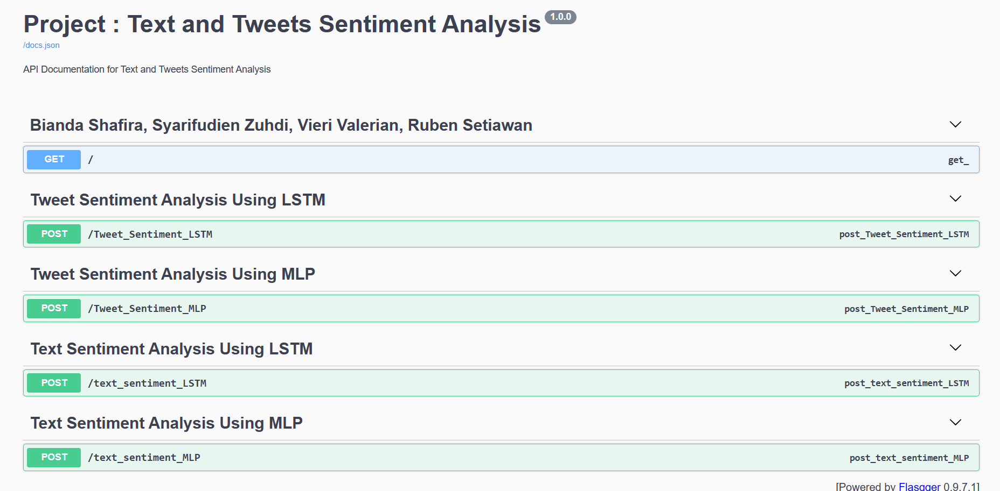 Project : Text and Tweets Sentiment Analysis 1.0.0
/docs.json
API Documentation for Text and Tweets Sentiment Analysis
Bianda Shafira, Syarifudien Zuhdi, Vieri Valerian, Ruben Setiawan
GET / get_
Tweet Sentiment Analysis Using LSTM
POST /Tweet_Sentiment_LSTM post_Tweet_Sentiment_LSTM
Tweet Sentiment Analysis Using MLP
POST /Tweet_Sentiment_MLP post_Tweet_Sentiment_MLP
Text Sentiment Analysis Using LSTM
POST /text_sentiment_LSTM post_text_sentiment_LSTM
Text Sentiment Analysis Using MLP
POST /text_sentiment_MLP post_text_sentiment_MLP
[Powered by Flasgger 0.9.7.1]